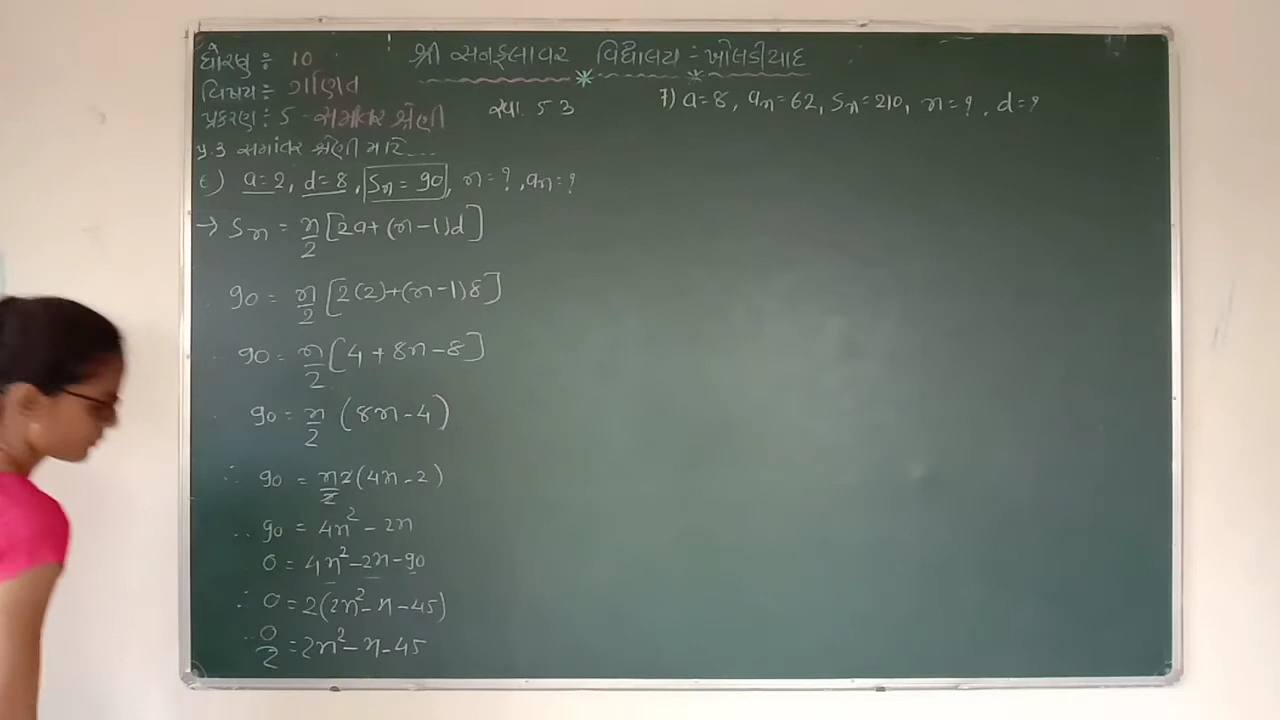 ધોરણ : 10
શ્રી સનફલાવર વિદ્યાલય - ખોલડીયાદ
વિષય : ગણિત
પ્રકરણ : 5 - સમાંતર શ્રેણી
સ્વા. 5.3
પ્ર.3 સમાંતર શ્રેણી માટે....
6) a=2, d=8, Sn=90, n=?, an=?
→ Sn = n/2[2a+(n-1)d]
90 = n/2[2(2)+(n-1)8]
90 = n/2[4+8n-8]
90 = n/2(8n-4)
∴ 90 = n/2 2(4n-2)
∴ 90 = 4n²-2n
0 = 4n²-2n-90
∴ 0 = 2(2n²-n-45)
∴ 0/2 = 2n²-n-45
7) a=8, an=62, Sn=210, n=?, d=?